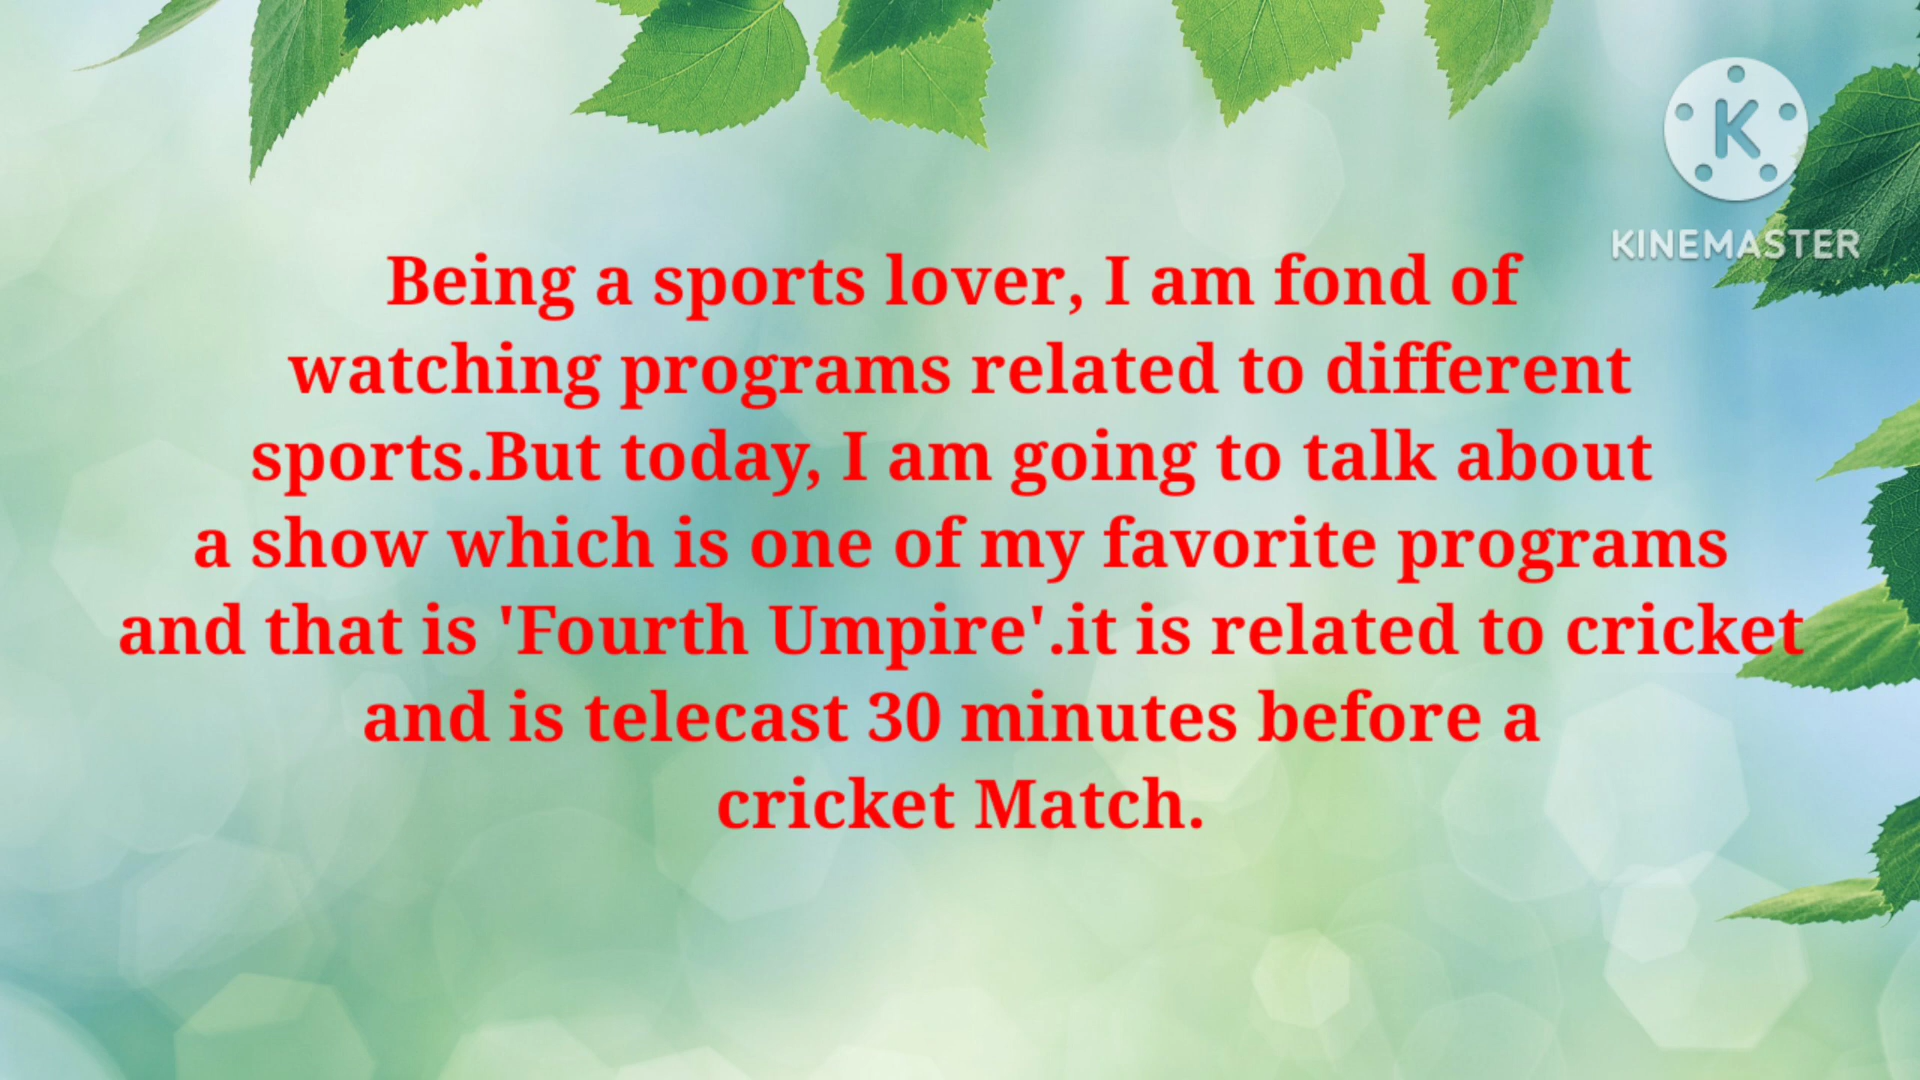 KINEMASTER
Being a sports lover, I am fond of
watching programs related to different
sports.But today, I am going to talk about
a show which is one of my favorite programs
and that is 'Fourth Umpire'.it is related to cricket
and is telecast 30 minutes before a
cricket Match.